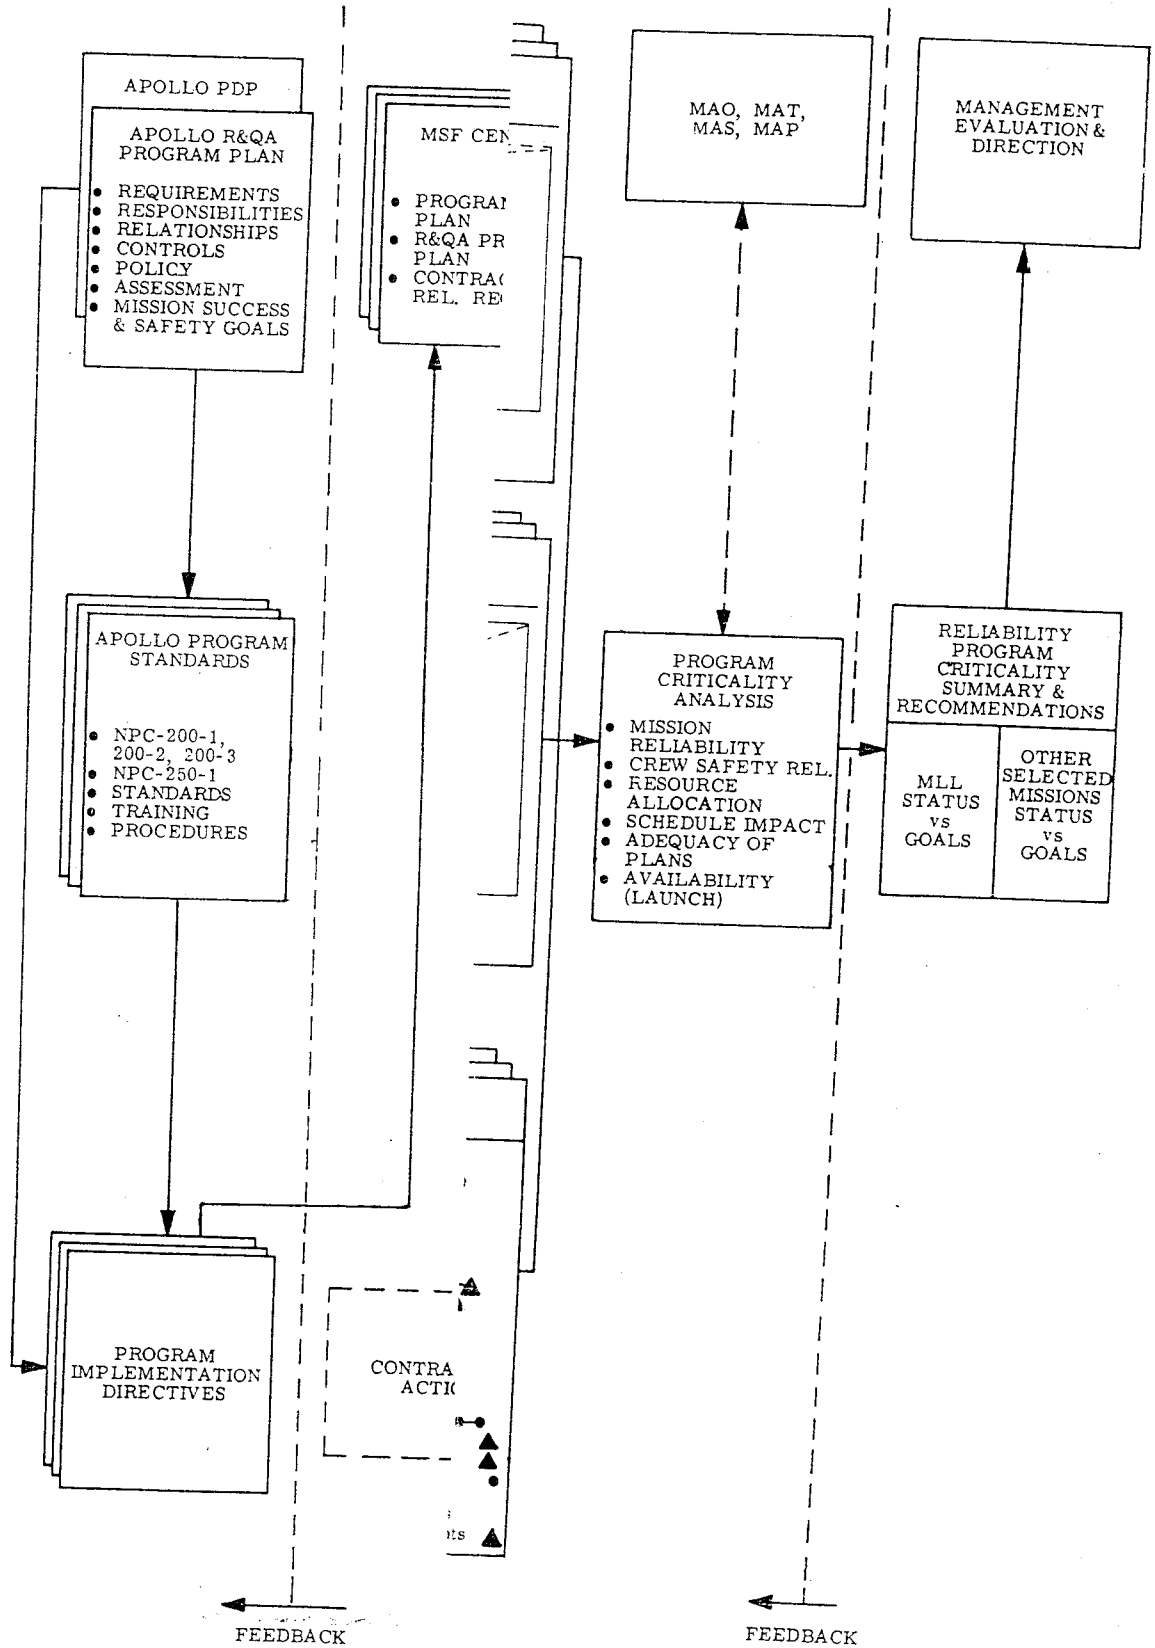 APOLLO PDP
APOLLO R&QA
PROGRAM PLAN
• REQUIREMENTS
• RESPONSIBILITIES
• RELATIONSHIPS
• CONTROLS
• POLICY
• ASSESSMENT
• MISSION SUCCESS
& SAFETY GOALS
APOLLO PROGRAM
STANDARDS
• NPC-200-1,
200-2, 200-3
• NPC-250-1
• STANDARDS
• TRAINING
• PROCEDURES
PROGRAM
IMPLEMENTATION
DIRECTIVES
MSF CEN
• PROGRA
PLAN
• R&QA PR
PLAN
• CONTRA
REL. RE
CONTRA
ACTI
ts
MAO, MAT,
MAS, MAP
PROGRAM
CRITICALITY
ANALYSIS
• MISSION
RELIABILITY
• CREW SAFETY REL.
• RESOURCE
ALLOCATION
• SCHEDULE IMPACT
• ADEQUACY OF
PLANS
• AVAILABILITY
(LAUNCH)
MANAGEMENT
EVALUATION &
DIRECTION
RELIABILITY
PROGRAM
CRITICALITY
SUMMARY &
RECOMMENDATIONS
MLL
STATUS
vs
GOALS
OTHER
SELECTED
MISSIONS
STATUS
vs
GOALS
FEEDBACK
FEEDBACK